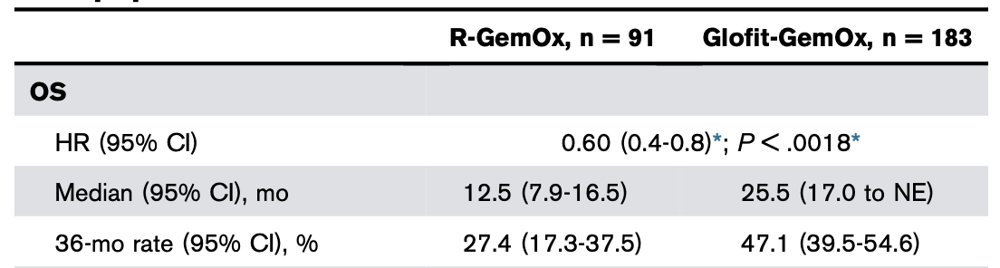 R-GemOx, n = 91 Glofit-GemOx, n = 183
OS
HR (95% CI) 0.60 (0.4-0.8)*; P < .0018*
Median (95% CI), mo 12.5 (7.9-16.5) 25.5 (17.0 to NE)
36-mo rate (95% CI), % 27.4 (17.3-37.5) 47.1 (39.5-54.6)